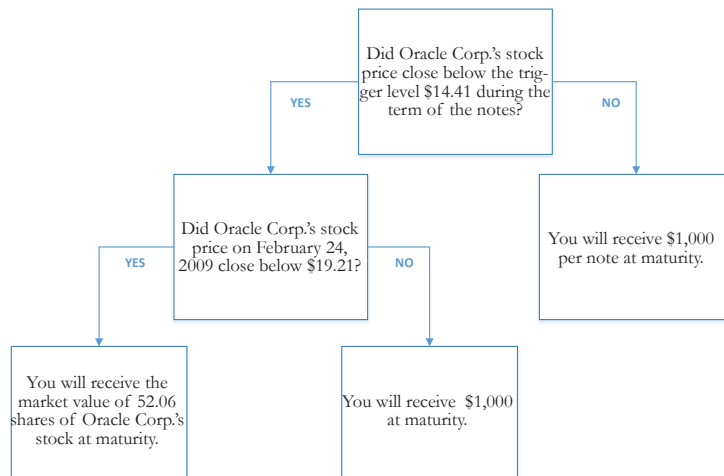 Did Oracle Corp.'s stock
price close below the trig-
ger level $14.41 during the
term of the notes?
YES
NO
Did Oracle Corp.'s stock
price on February 24,
2009 close below $19.21?
You will receive $1,000
per note at maturity.
YES
NO
You will receive the
market value of 52.06
shares of Oracle Corp.'s
stock at maturity.
You will receive $1,000
at maturity.